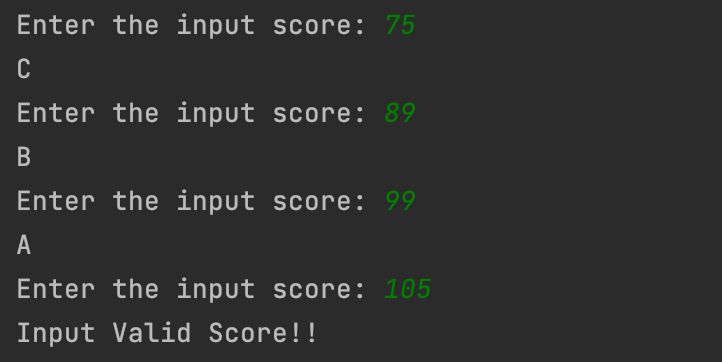 Enter the input score: 75
C
Enter the input score: 89
B
Enter the input score: 99
A
Enter the input score: 105
Input Valid Score!!